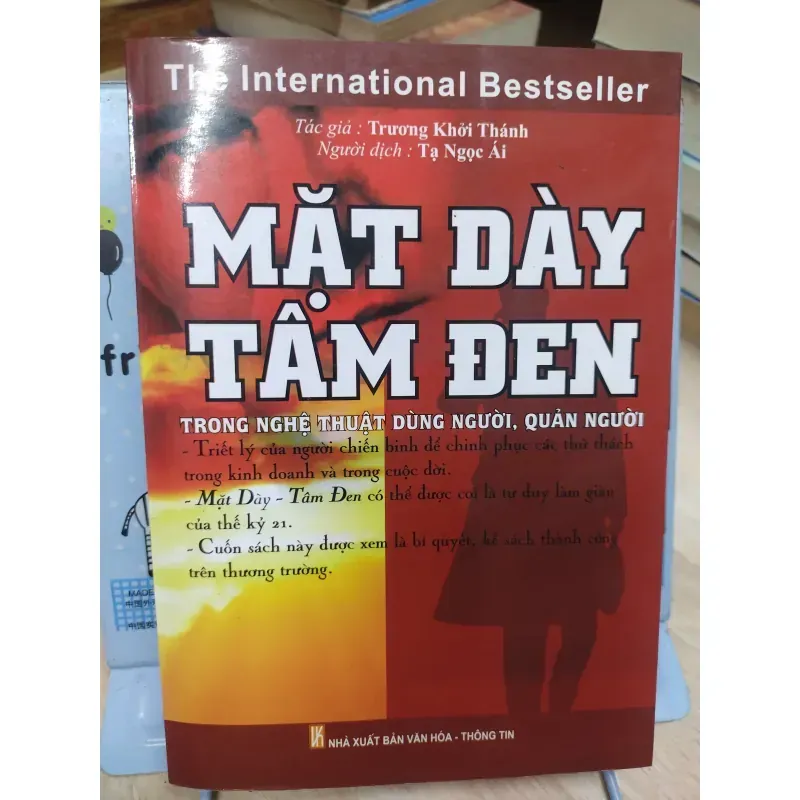 The International Bestseller
Tác giả : Trương Khởi Thánh
Người dịch : Tạ Ngọc Ái
MẶT DÀY
TÂM ĐEN
TRONG NGHỆ THUẬT DÙNG NGƯỜI, QUẢN NGƯỜI
- Triết lý của người chiến binh để chinh phục các thử thách
trong kinh doanh và trong cuộc đời.
- Mặt Dày - Tâm Đen có thể được coi là tư duy làm giàu
của thế kỷ 21.
- Cuốn sách này được xem là bí quyết, kế sách thành công
trên thương trường.
NHÀ XUẤT BẢN VĂN HÓA - THÔNG TIN
fr
MADE